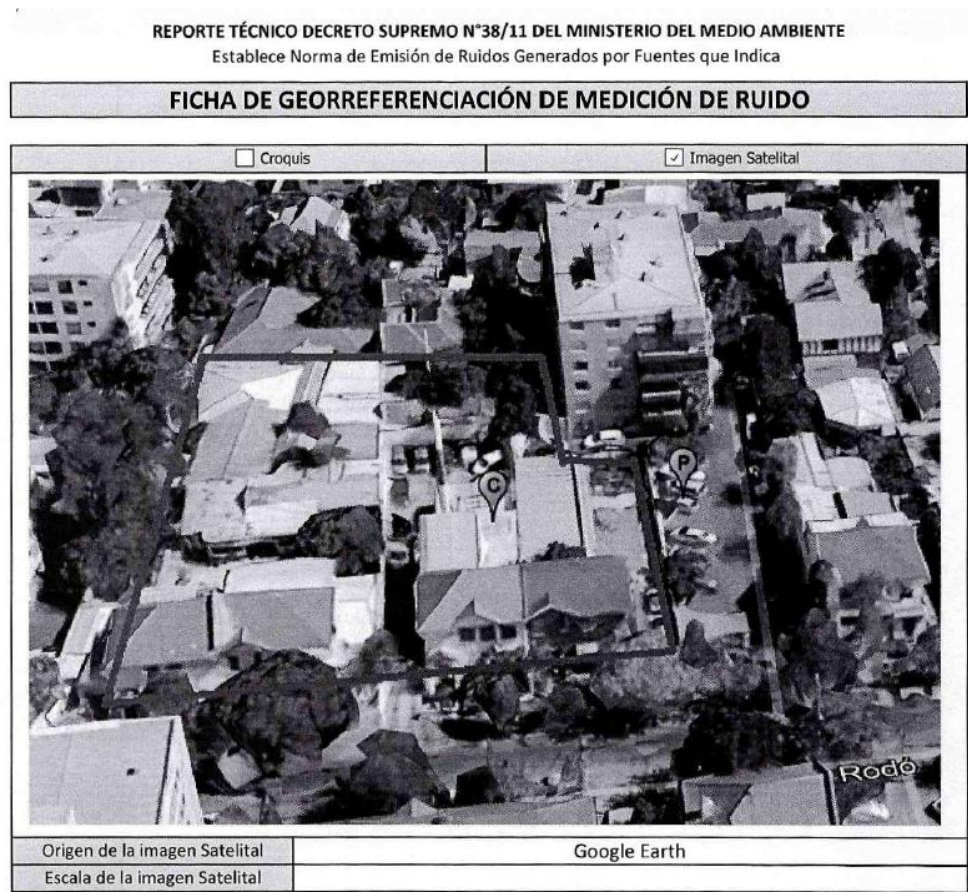 REPORTE TÉCNICO DECRETO SUPREMO N°38/11 DEL MINISTERIO DEL MEDIO AMBIENTE
Establece Norma de Emisión de Ruidos Generados por Fuentes que Indica
FICHA DE GEORREFERENCIACIÓN DE MEDICIÓN DE RUIDO
Croquis
✓ Imagen Satelital
P
C
Rodó
Origen de la imagen Satelital
Google Earth
Escala de la imagen Satelital